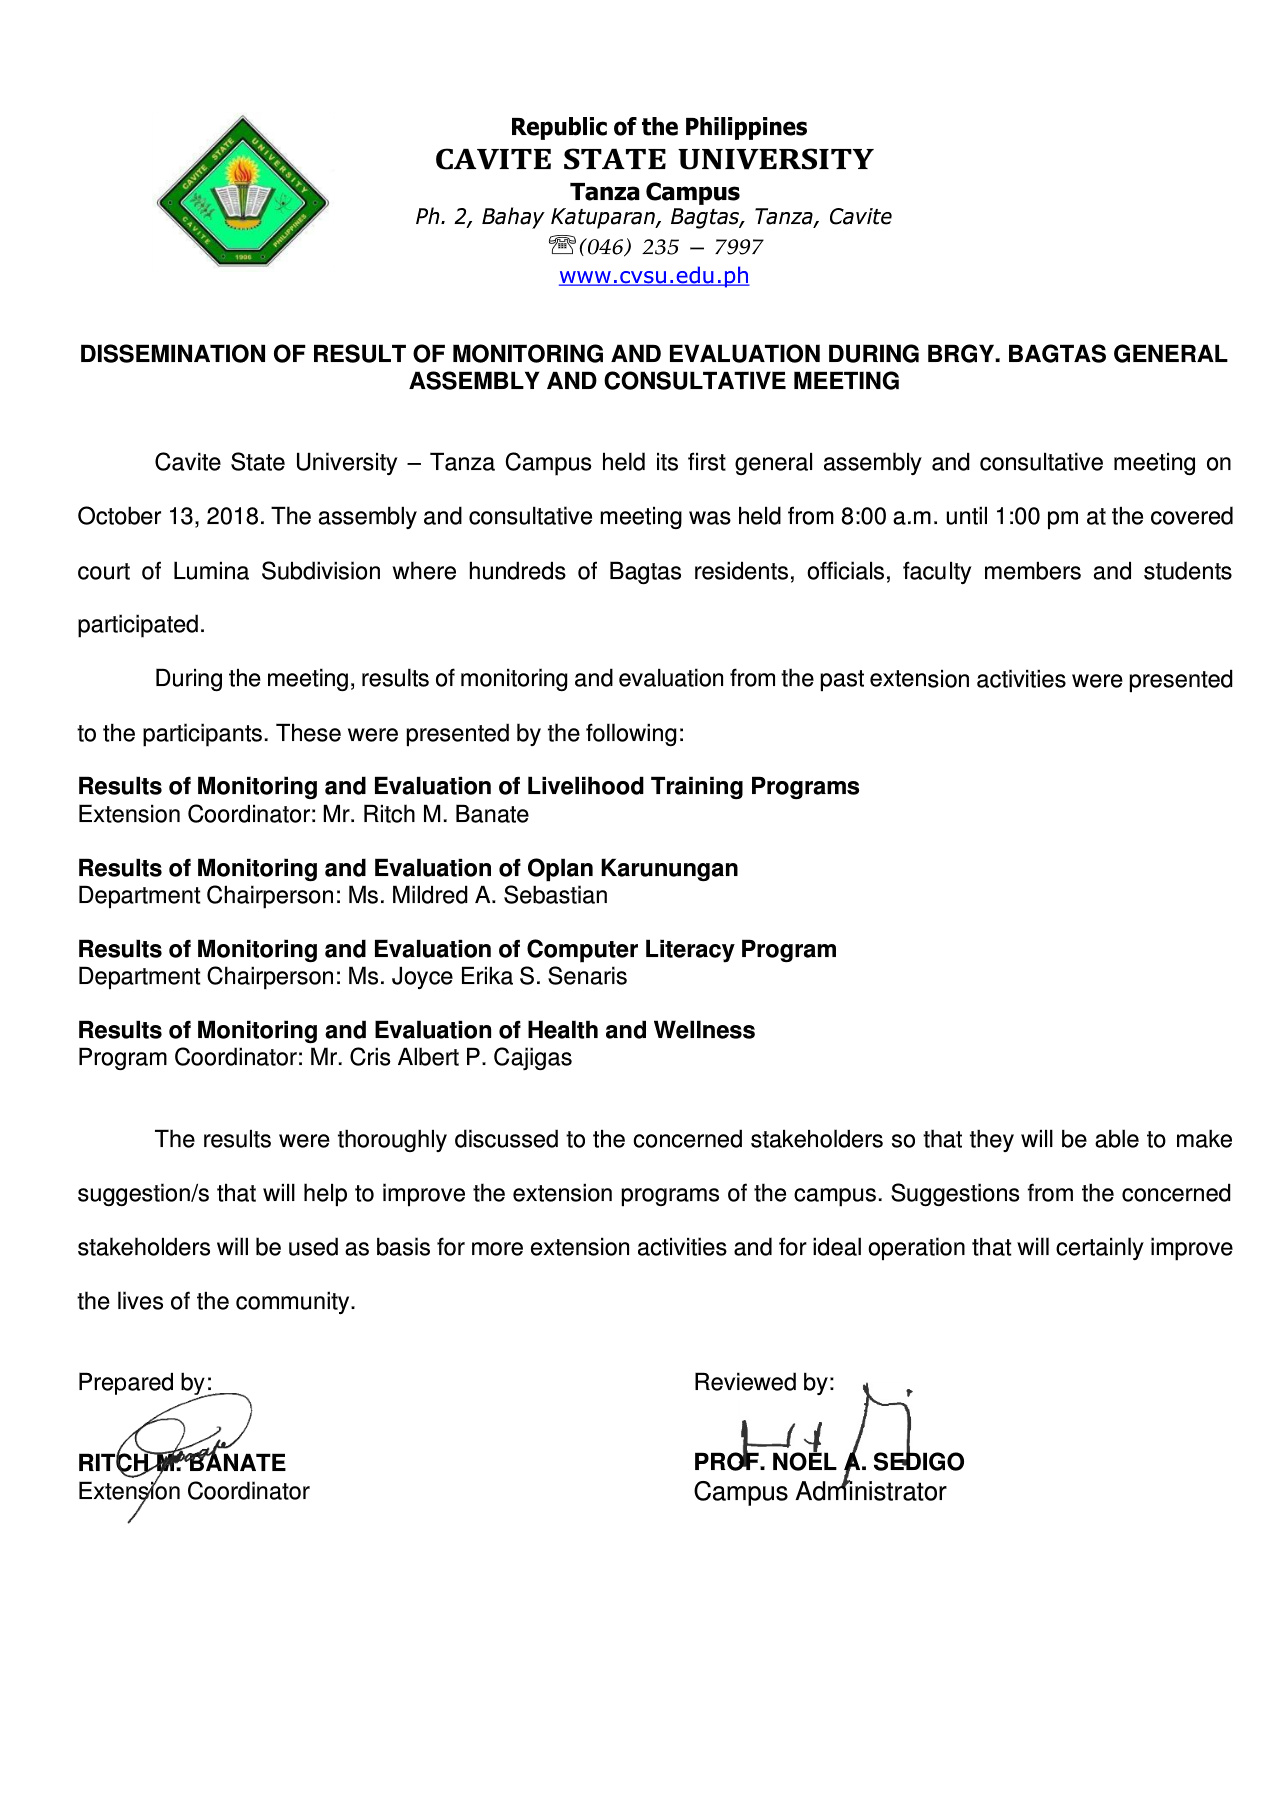 CAVITE STATE UNIVERSITY
CAVITE PHILIPPINES
1906
Republic of the Philippines
CAVITE STATE UNIVERSITY
Tanza Campus
Ph. 2, Bahay Katuparan, Bagtas, Tanza, Cavite
(046) 235 – 7997
www.cvsu.edu.ph
DISSEMINATION OF RESULT OF MONITORING AND EVALUATION DURING BRGY. BAGTAS GENERAL
ASSEMBLY AND CONSULTATIVE MEETING
Cavite State University – Tanza Campus held its first general assembly and consultative meeting on
October 13, 2018. The assembly and consultative meeting was held from 8:00 a.m. until 1:00 pm at the covered
court of Lumina Subdivision where hundreds of Bagtas residents, officials, faculty members and students
participated.
During the meeting, results of monitoring and evaluation from the past extension activities were presented
to the participants. These were presented by the following:
Results of Monitoring and Evaluation of Livelihood Training Programs
Extension Coordinator: Mr. Ritch M. Banate
Results of Monitoring and Evaluation of Oplan Karunungan
Department Chairperson: Ms. Mildred A. Sebastian
Results of Monitoring and Evaluation of Computer Literacy Program
Department Chairperson: Ms. Joyce Erika S. Senaris
Results of Monitoring and Evaluation of Health and Wellness
Program Coordinator: Mr. Cris Albert P. Cajigas
The results were thoroughly discussed to the concerned stakeholders so that they will be able to make
suggestion/s that will help to improve the extension programs of the campus. Suggestions from the concerned
stakeholders will be used as basis for more extension activities and for ideal operation that will certainly improve
the lives of the community.
Prepared by:
Reviewed by:
RITCH M. BANATE
PROF. NOEL A. SEDIGO
Extension Coordinator
Campus Administrator